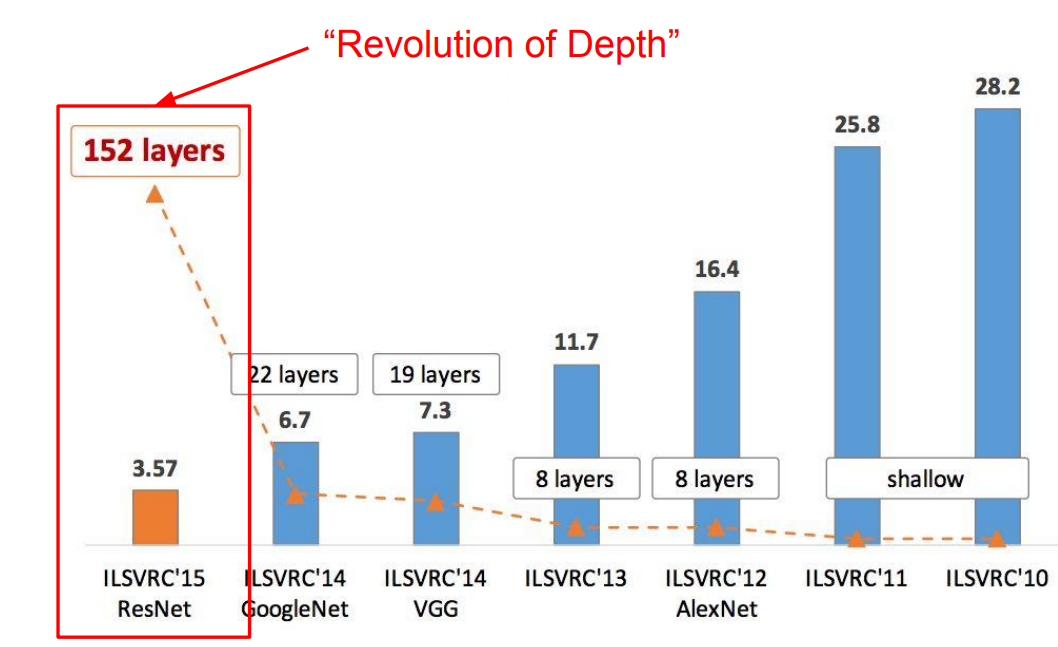 “Revolution of Depth”
28.2
25.8
152 layers
16.4
11.7
22 layers
19 layers
6.7
7.3
3.57
8 layers
8 layers
shallow
ILSVRC'15
ResNet
ILSVRC'14
GoogleNet
ILSVRC'14
VGG
ILSVRC'13
ILSVRC'12
AlexNet
ILSVRC'11
ILSVRC'10